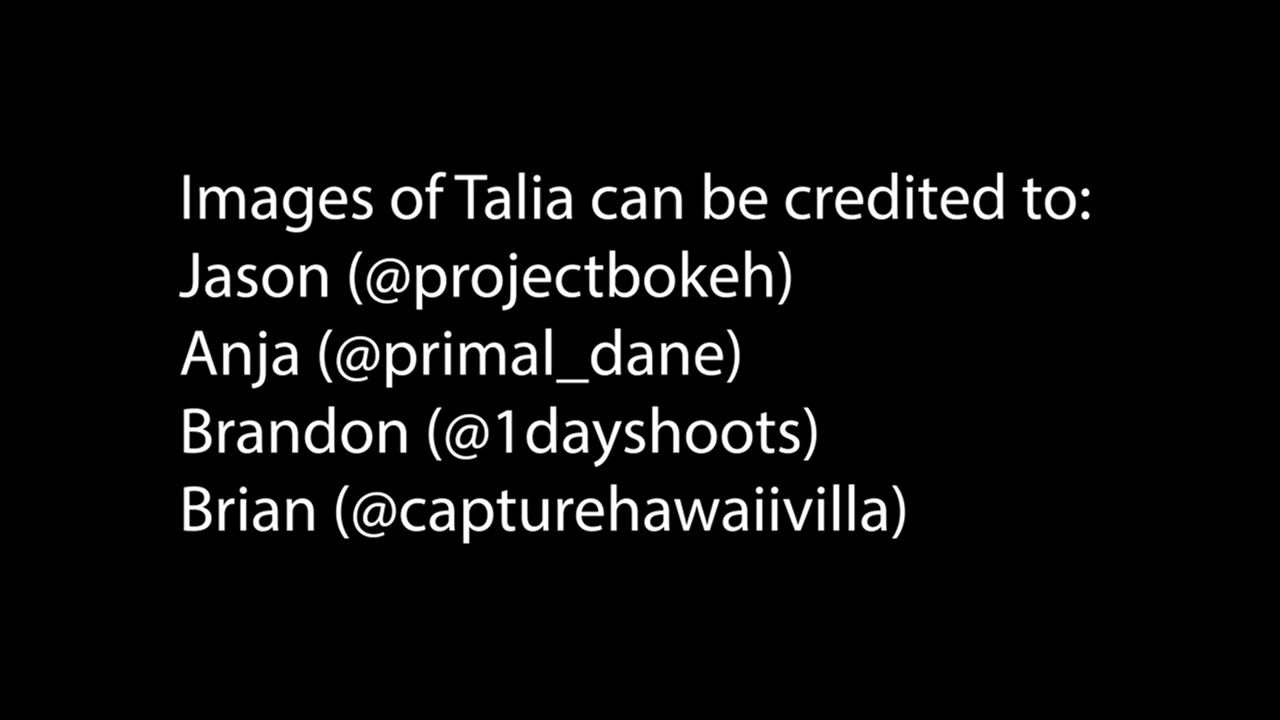 Images of Talia can be credited to:
Jason (@projectbokeh)
Anja (@primal_dane)
Brandon (@1dayshoots)
Brian (@capturehawaiivilla)